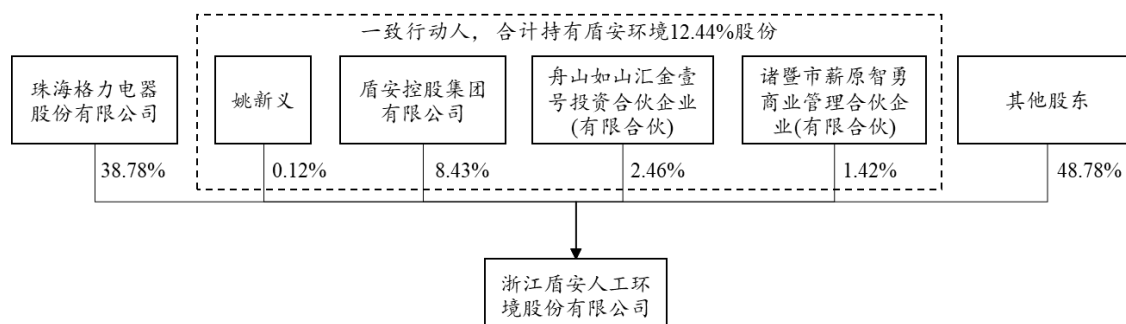 一致行动人，合计持有盾安环境12.44%股份
珠海格力电器
股份有限公司
姚新义
盾安控股集团
有限公司
舟山如山汇金壹
号投资合伙企业
(有限合伙)
诸暨市薪原智勇
商业管理合伙企
业(有限合伙)
其他股东
38.78%
0.12%
8.43%
2.46%
1.42%
48.78%
浙江盾安人工环
境股份有限公司